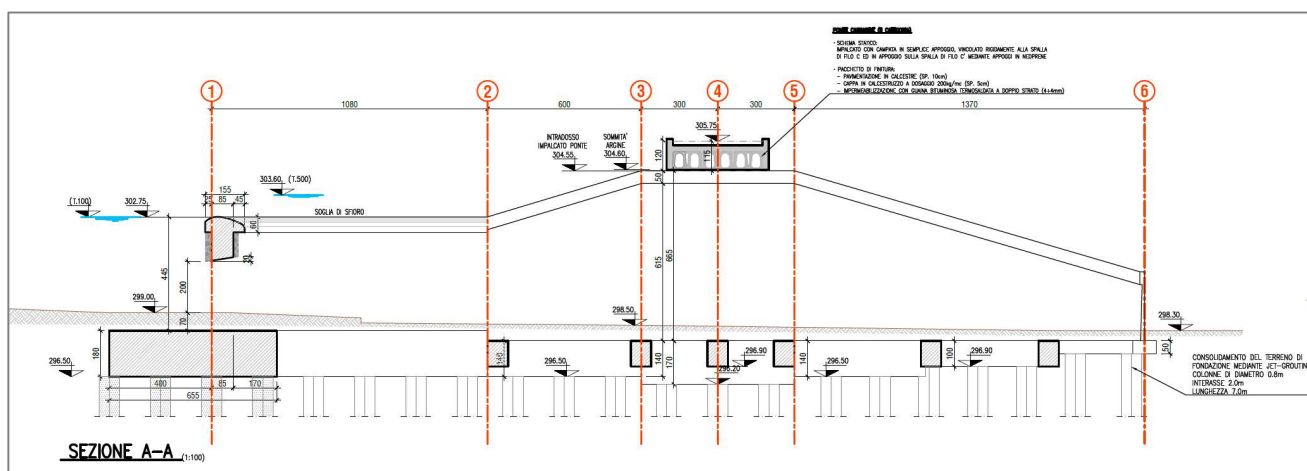 PONTE CARRABILE (II CATEGORIA)
- SCHEMA STATICO:
IMPALCATO CON CAMPATA IN SEMPLICE APPOGGIO, VINCOLATO RIGIDAMENTE ALLA SPALLA
DI FILO C ED IN APPOGGIO SULLA SPALLA DI FILO C' MEDIANTE APPOGGI IN NEOPRENE
- PACCHETTO DI FINITURA:
- PAVIMENTAZIONE IN CALCESTRE (SP. 10cm)
- CAPPA IN CALCESTRUZZO A DOSAGGIO 200kg/mc (SP. 5cm)
- IMPERMEABILIZZAZIONE CON GUAINA BITUMINOSA TERMOSALDATA A DOPPIO STRATO (4+4mm)
1 2 3 4 5 6
1080 600 300 300 1370
305.75
INTRADOSSO
IMPALCATO PONTE
304.55
SOMMITA'
ARGINE
304.60
120
115
50
155
85 45
303.60 (T.500)
(T.100) 302.75
SOGLIA DI SFIORO
60
20
445
200
615
665
299.00
70
298.50
298.30
180
296.50
140
296.50
140
170
296.90
296.20
140
296.50
100
296.90
50
400 85 170
655
CONSOLIDAMENTO DEL TERRENO DI
FONDAZIONE MEDIANTE JET-GROUTIN
COLONNE DI DIAMETRO 0.8m
INTERASSE 2.0m
LUNGHEZZA 7.0m
SEZIONE A-A (1:100)